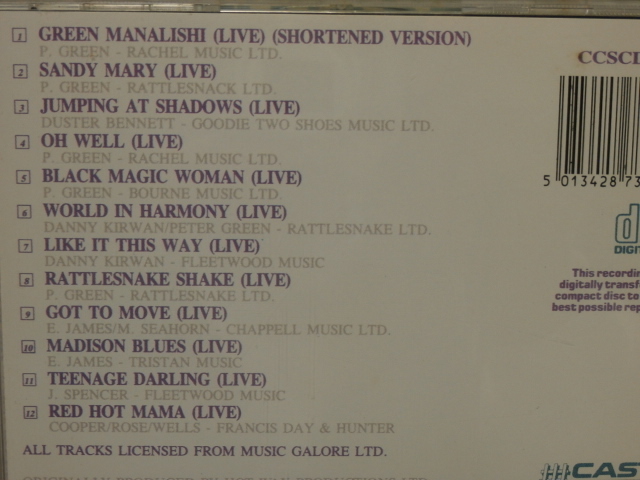 1 GREEN MANALISHI (LIVE) (SHORTENED VERSION)
P. GREEN - RACHEL MUSIC LTD.
2 SANDY MARY (LIVE)
P. GREEN - RATTLESNACK LTD.
3 JUMPING AT SHADOWS (LIVE)
DUSTER BENNETT - GOODIE TWO SHOES MUSIC LTD.
4 OH WELL (LIVE)
P. GREEN - RACHEL MUSIC LTD.
5 BLACK MAGIC WOMAN (LIVE)
P. GREEN - BOURNE MUSIC LTD.
6 WORLD IN HARMONY (LIVE)
DANNY KIRWAN/PETER GREEN - RATTLESNAKE LTD.
7 LIKE IT THIS WAY (LIVE)
DANNY KIRWAN - FLEETWOOD MUSIC
8 RATTLESNAKE SHAKE (LIVE)
P. GREEN - RATTLESNAKE LTD.
9 GOT TO MOVE (LIVE)
E. JAMES/M. SEAHORN - CHAPPELL MUSIC LTD.
10 MADISON BLUES (LIVE)
E. JAMES - TRISTAN MUSIC
11 TEENAGE DARLING (LIVE)
J. SPENCER - FLEETWOOD MUSIC
12 RED HOT MAMA (LIVE)
COOPER/ROSE/WELLS - FRANCIS DAY & HUNTER
ALL TRACKS LICENSED FROM MUSIC GALORE LTD.
CCSCD
5 013428 73
DIGIT
This recordin
digitally transf
compact disc to
best possible rep
CAST